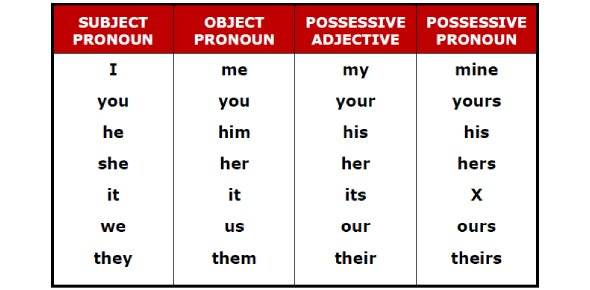 SUBJECT PRONOUN OBJECT PRONOUN POSSESSIVE ADJECTIVE POSSESSIVE PRONOUN
I me my mine
you you your yours
he him his his
she her her hers
it it its X
we us our ours
they them their theirs